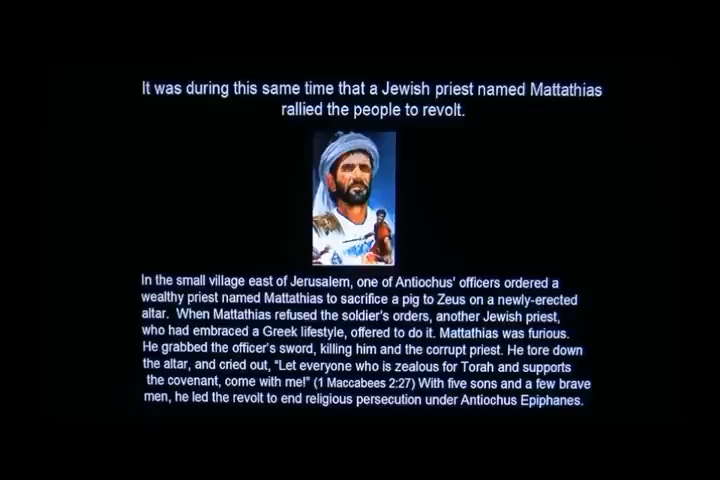 It was during this same time that a Jewish priest named Mattathias
rallied the people to revolt.
In the small village east of Jerusalem, one of Antiochus' officers ordered a
wealthy priest named Mattathias to sacrifice a pig to Zeus on a newly-erected
altar. When Mattathias refused the soldier's orders, another Jewish priest,
who had embraced a Greek lifestyle, offered to do it. Mattathias was furious.
He grabbed the officer's sword, killing him and the corrupt priest. He tore down
the altar, and cried out, “Let everyone who is zealous for Torah and supports
the covenant, come with me!” (1 Maccabees 2:27) With five sons and a few brave
men, he led the revolt to end religious persecution under Antiochus Epiphanes.